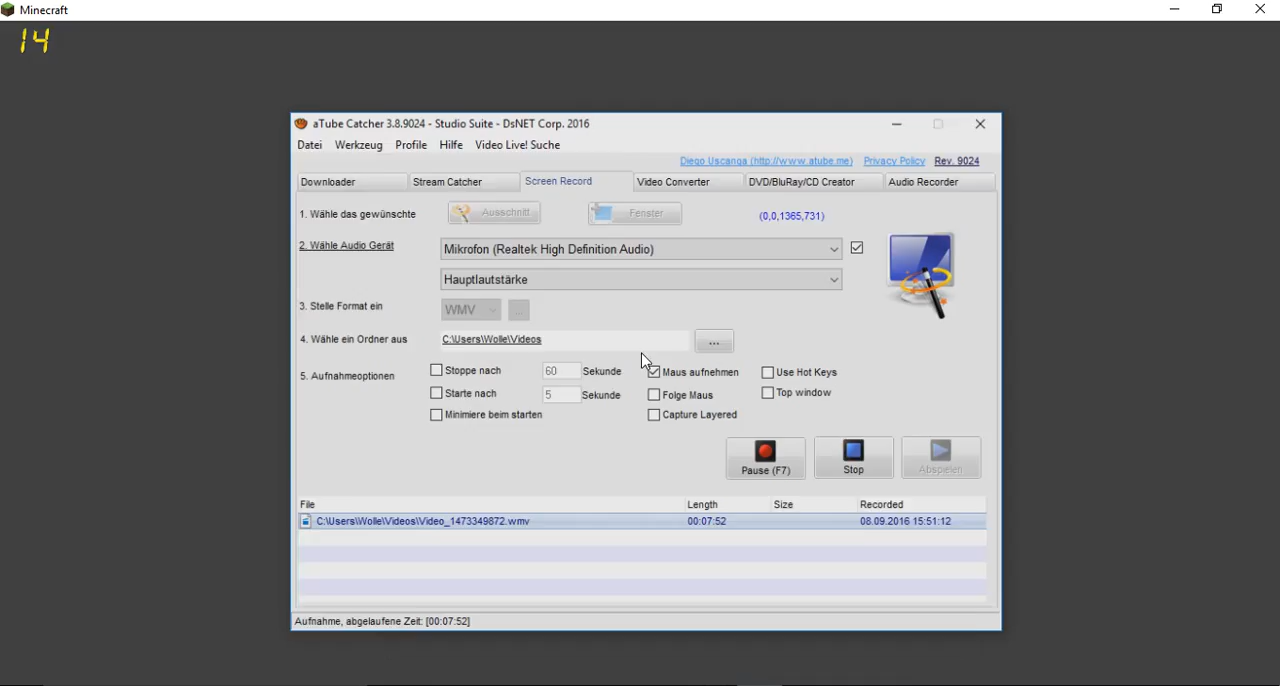 Minecraft
14
aTube Catcher 3.8.9024 - Studio Suite - DsNET Corp. 2016
Datei Werkzeug Profile Hilfe Video Live! Suche
Diego Uscanga (http://www.atube.me) Privacy Policy Rev. 9024
Downloader Stream Catcher Screen Record Video Converter DVD/BluRay/CD Creator Audio Recorder
1. Wähle das gewünschte Ausschnitt Fenster (0,0,1365,731)
2. Wähle Audio Gerät Mikrofon (Realtek High Definition Audio)
Hauptlautstärke
3. Stelle Format ein WMV ...
4. Wähle ein Ordner aus C:\Users\Wolle\Videos ...
5. Aufnahmeoptionen Stoppe nach 60 Sekunde Maus aufnehmen Use Hot Keys
Starte nach 5 Sekunde Folge Maus Top window
Minimiere beim starten Capture Layered
Pause (F7) Stop Abspielen
File Length Size Recorded
C:\Users\Wolle\Videos\Video_1473349872.wmv 00:07:52 08.09.2016 15:51:12
Aufnahme, abgelaufene Zeit: [00:07:52]